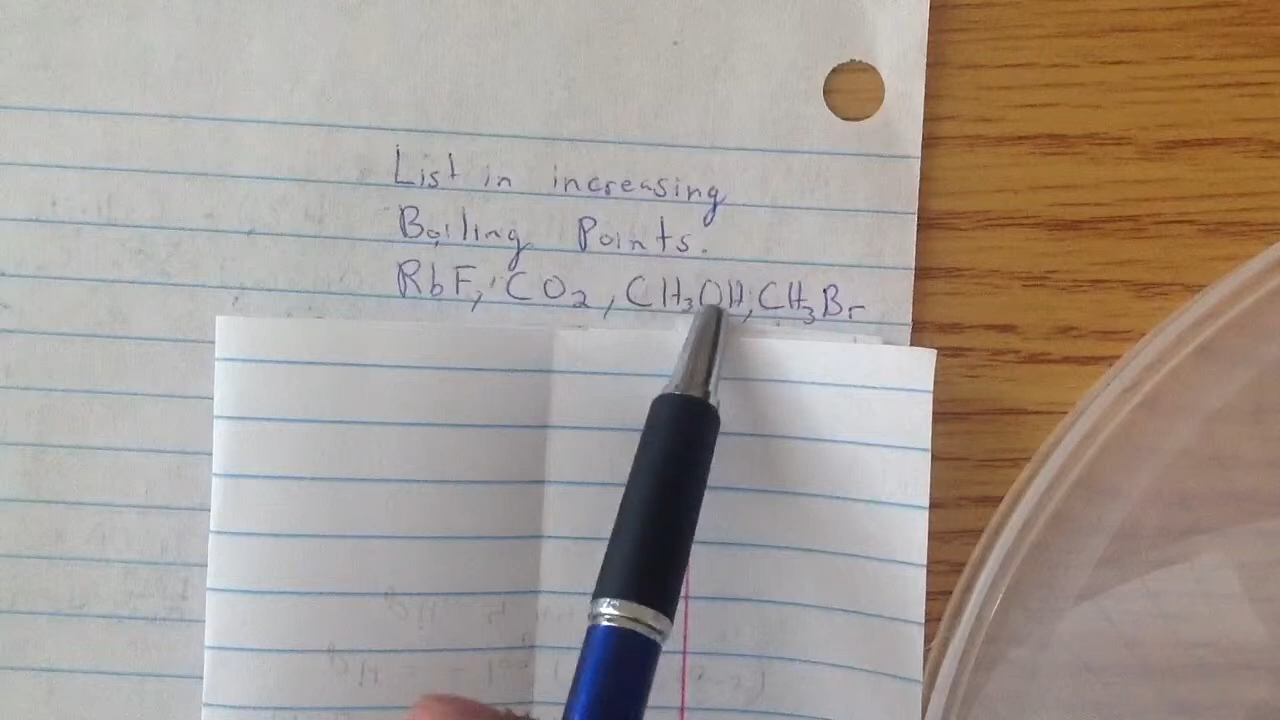 List in increasing
Boiling Points.
RbF, CO₂, CH₃OH, CH₃Br